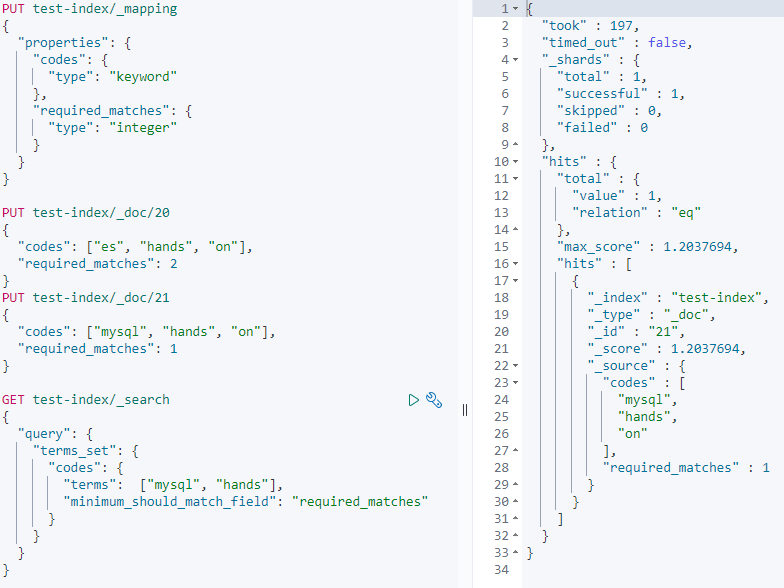 PUT test-index/_mapping
{
  "properties": {
    "codes": {
      "type": "keyword"
    },
    "required_matches": {
      "type": "integer"
    }
  }
}

PUT test-index/_doc/20
{
  "codes": ["es", "hands", "on"],
  "required_matches": 2
}
PUT test-index/_doc/21
{
  "codes": ["mysql", "hands", "on"],
  "required_matches": 1
}

GET test-index/_search
{
  "query": {
    "terms_set": {
      "codes": {
        "terms":  ["mysql", "hands"],
        "minimum_should_match_field": "required_matches"
      }
    }
  }
}
1 {
2   "took" : 197,
3   "timed_out" : false,
4   "_shards" : {
5     "total" : 1,
6     "successful" : 1,
7     "skipped" : 0,
8     "failed" : 0
9   },
10   "hits" : {
11     "total" : {
12       "value" : 1,
13       "relation" : "eq"
14     },
15     "max_score" : 1.2037694,
16     "hits" : [
17       {
18         "_index" : "test-index",
19         "_type" : "_doc",
20         "_id" : "21",
21         "_score" : 1.2037694,
22         "_source" : {
23           "codes" : [
24             "mysql",
25             "hands",
26             "on"
27           ],
28           "required_matches" : 1
29         }
30       }
31     ]
32   }
33 }
34